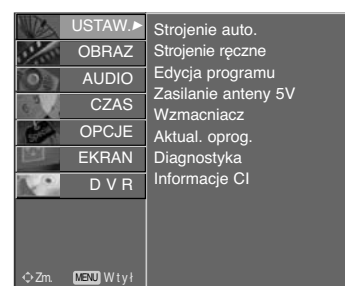 USTAW.
OBRAZ
AUDIO
CZAS
OPCJE
EKRAN
D V R
Strojenie auto.
Strojenie ręczne
Edycja programu
Zasilanie anteny 5V
Wzmacniacz
Aktual. oprog.
Diagnostyka
Informacje CI
Zm. MENU Wtył